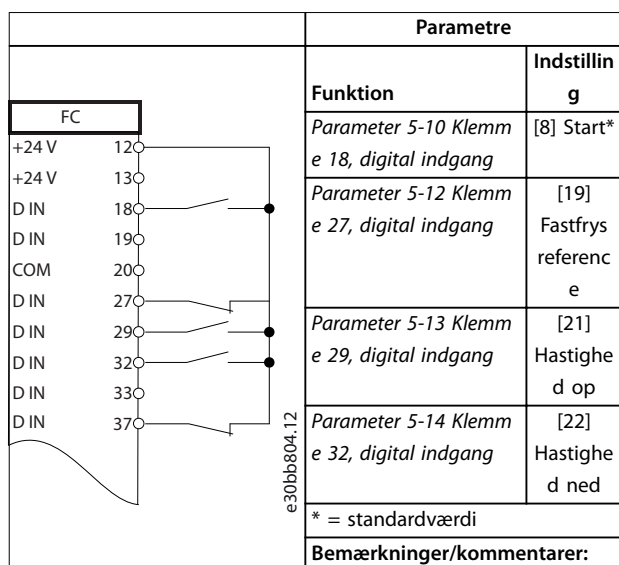 Parametre
Funktion
Indstillin
g
FC
+24 V 12
+24 V 13
D IN 18
D IN 19
COM 20
D IN 27
D IN 29
D IN 32
D IN 33
D IN 37
e30bb804.12
Parameter 5-10 Klemm
e 18, digital indgang
[8] Start*
Parameter 5-12 Klemm
e 27, digital indgang
[19]
Fastfrys
referenc
e
Parameter 5-13 Klemm
e 29, digital indgang
[21]
Hastighe
d op
Parameter 5-14 Klemm
e 32, digital indgang
[22]
Hastighe
d ned
* = standardværdi
Bemærkninger/kommentarer: